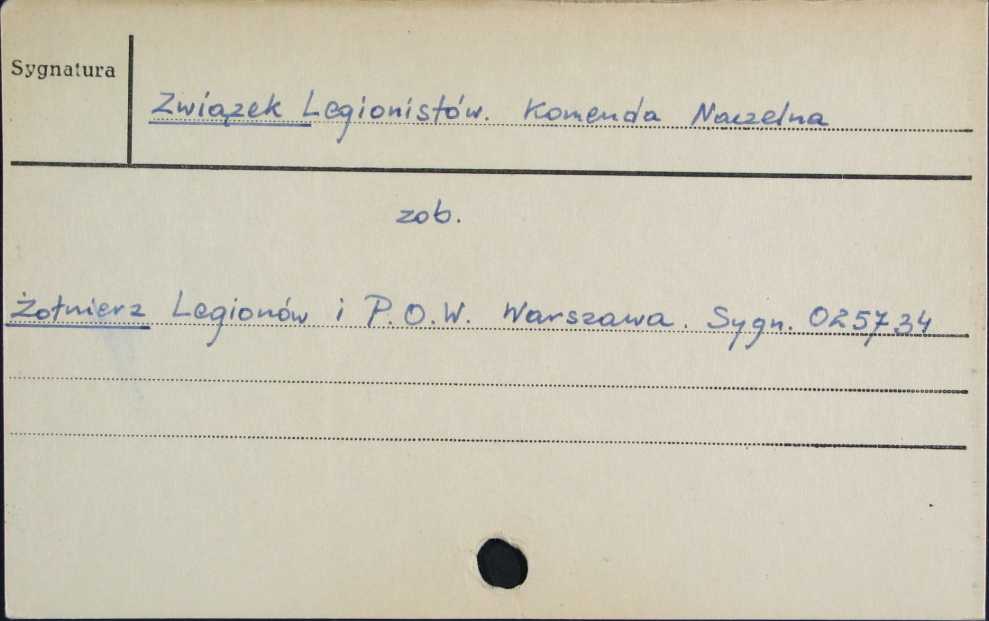 Sygnatura
Związek Legionistów. Komenda Naczelna
zob.
Żołnierz Legionów i P.O.W. Warszawa. Sygn. 025734